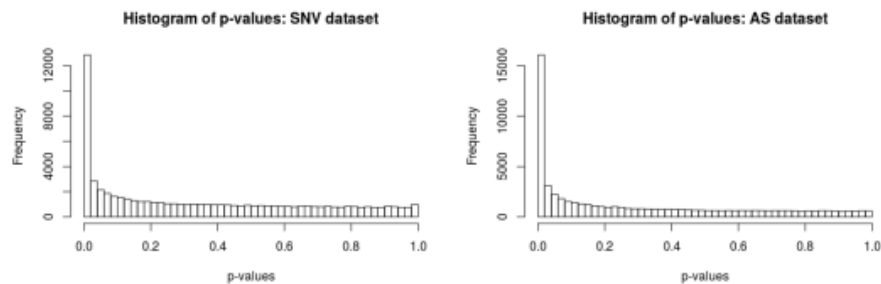 Histogram of p-values: SNV dataset
Frequency
0 4000 8000 12000
0.0 0.2 0.4 0.6 0.8 1.0
p-values
Histogram of p-values: AS dataset
Frequency
0 5000 10000 15000
0.0 0.2 0.4 0.6 0.8 1.0
p-values